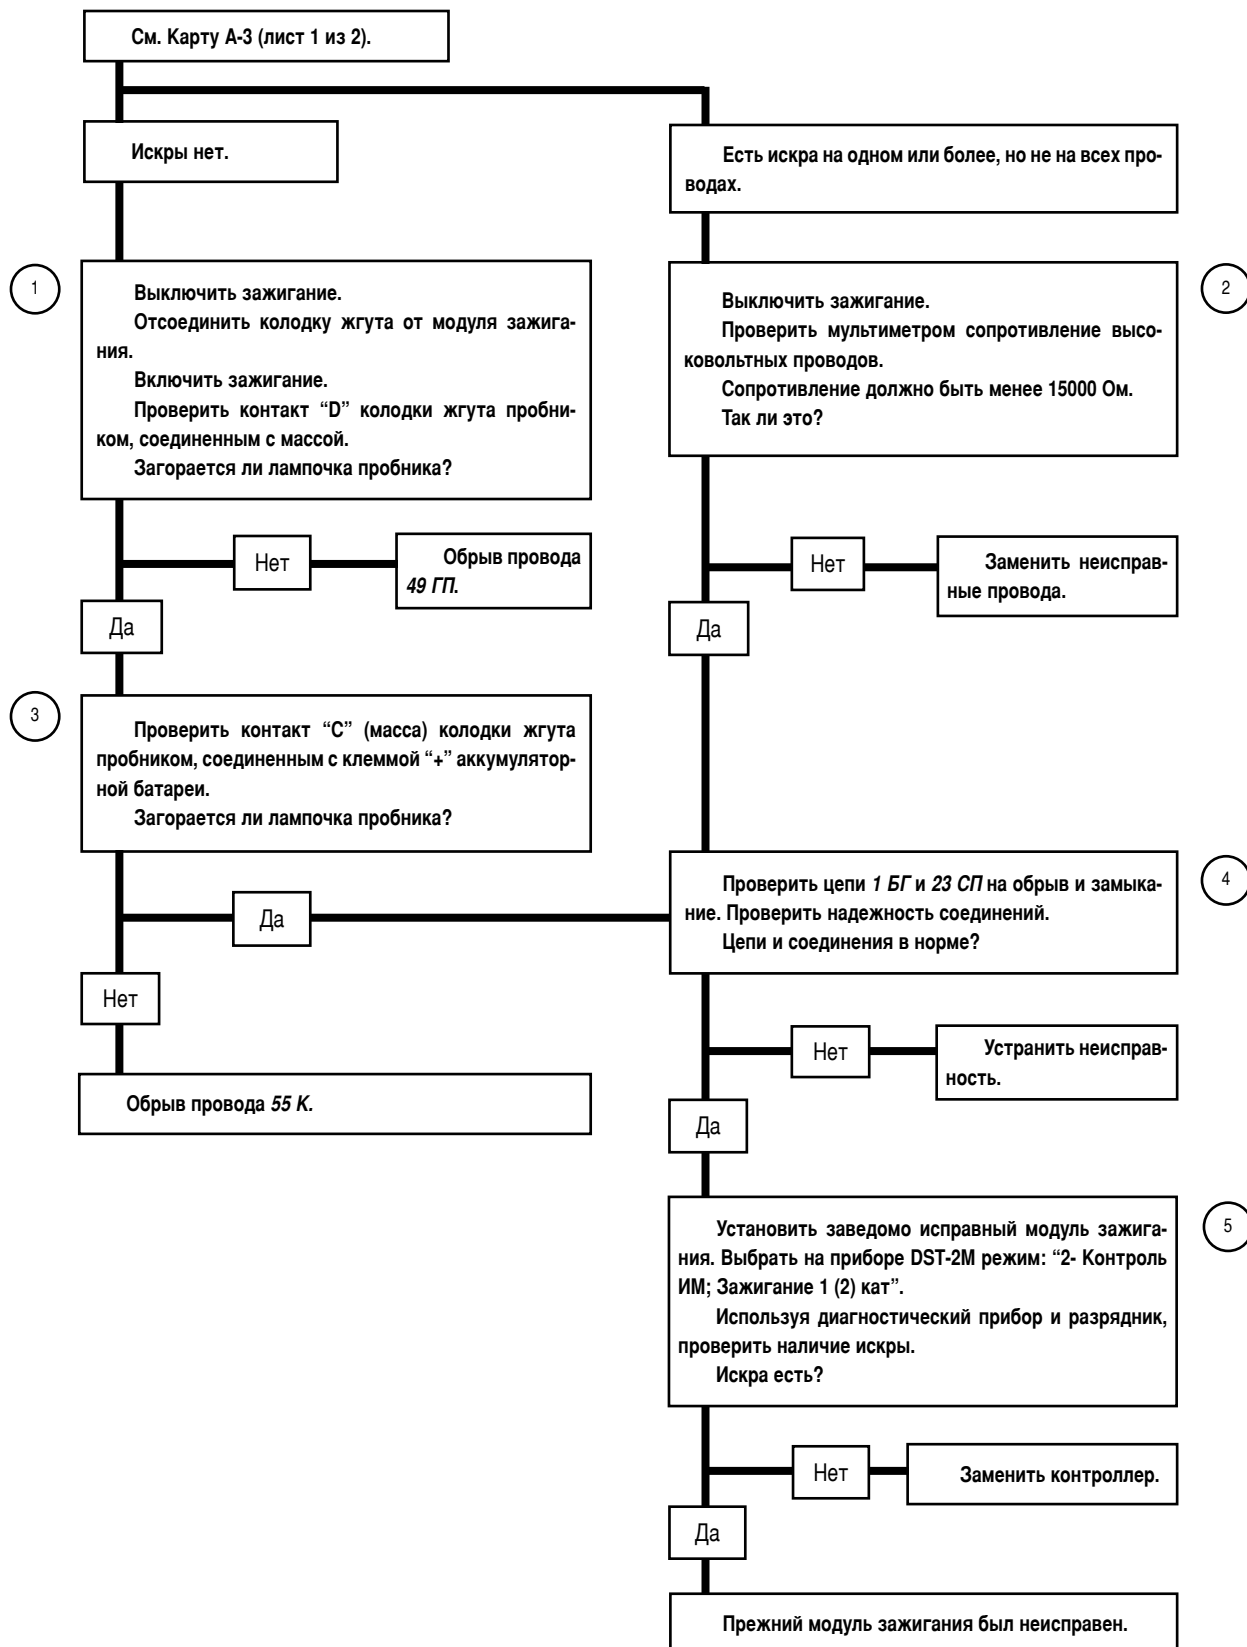 См. Карту А-3 (лист 1 из 2).
Искры нет.
Есть искра на одном или более, но не на всех про-
водах.
1
Выключить зажигание.
Отсоединить колодку жгута от модуля зажига-
ния.
Включить зажигание.
Проверить контакт “D” колодки жгута пробни-
ком, соединенным с массой.
Загорается ли лампочка пробника?
2
Выключить зажигание.
Проверить мультиметром сопротивление высо-
ковольтных проводов.
Сопротивление должно быть менее 15000 Ом.
Так ли это?
Нет
Обрыв провода
49 ГП.
Да
Нет
Заменить неисправ-
ные провода.
Да
3
Проверить контакт “С” (масса) колодки жгута
пробником, соединенным с клеммой “+” аккумулятор-
ной батареи.
Загорается ли лампочка пробника?
Да
Нет
Обрыв провода 55 К.
4
Проверить цепи 1 БГ и 23 СП на обрыв и замыка-
ние. Проверить надежность соединений.
Цепи и соединения в норме?
Нет
Устранить неисправ-
ность.
Да
5
Установить заведомо исправный модуль зажига-
ния. Выбрать на приборе DST-2M режим: “2- Контроль
ИМ; Зажигание 1 (2) кат”.
Используя диагностический прибор и разрядник,
проверить наличие искры.
Искра есть?
Нет
Заменить контроллер.
Да
Прежний модуль зажигания был неисправен.